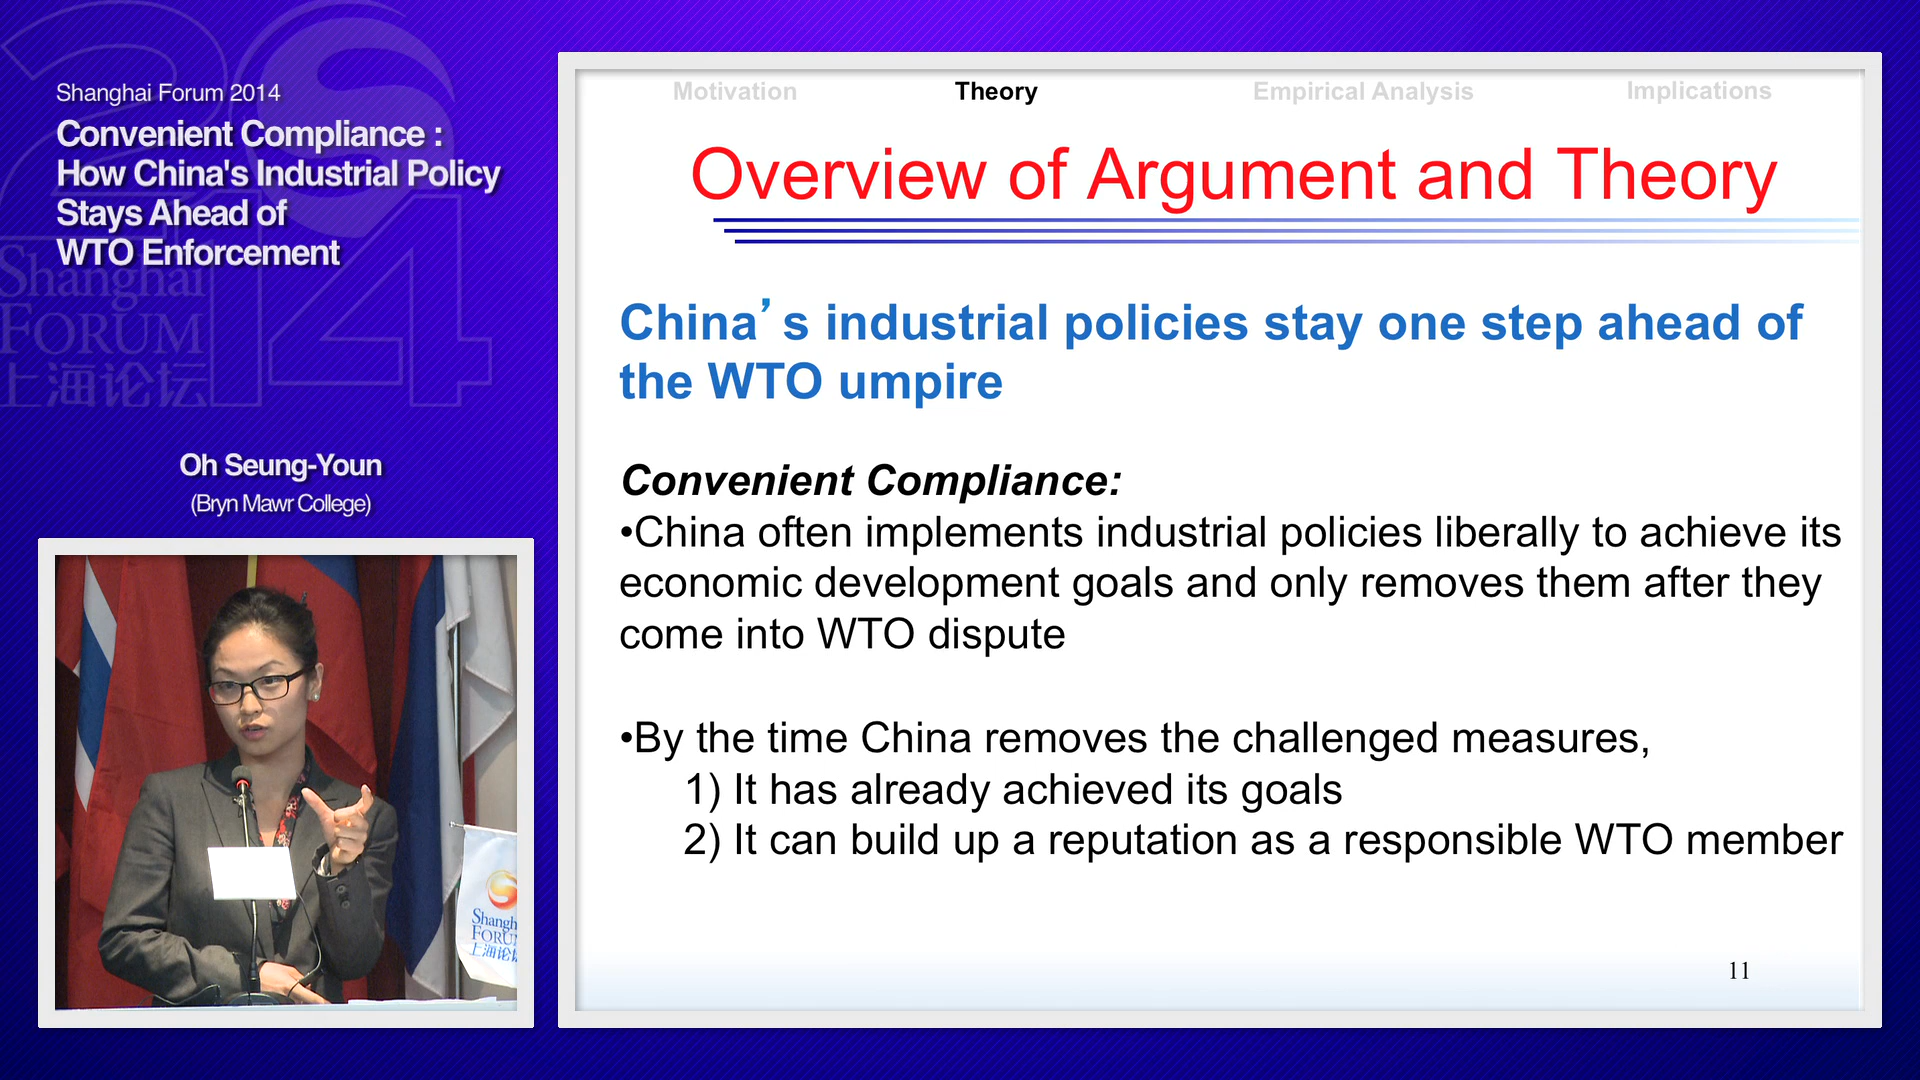 Shanghai Forum 2014
Convenient Compliance :
How China's Industrial Policy
Stays Ahead of
WTO Enforcement
Shanghai
FORUM
上海论坛
Oh Seung-Youn
(Bryn Mawr College)
Shangh
FORU
上海论
Motivation
Theory
Empirical Analysis
Implications
Overview of Argument and Theory
China’s industrial policies stay one step ahead of
the WTO umpire
Convenient Compliance:
•China often implements industrial policies liberally to achieve its
economic development goals and only removes them after they
come into WTO dispute
•By the time China removes the challenged measures,
1) It has already achieved its goals
2) It can build up a reputation as a responsible WTO member
11